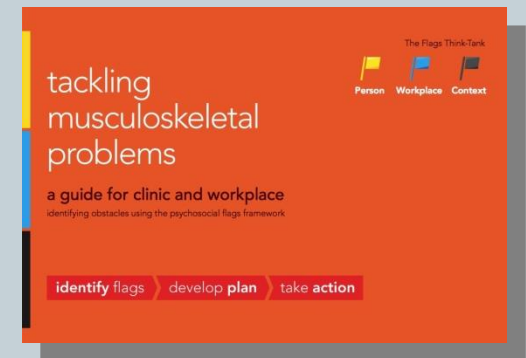 The Flags Think-Tank
Person Workplace Context
tackling
musculoskeletal
problems
a guide for clinic and workplace
identifying obstacles using the psychosocial flags framework
identify flags develop plan take action